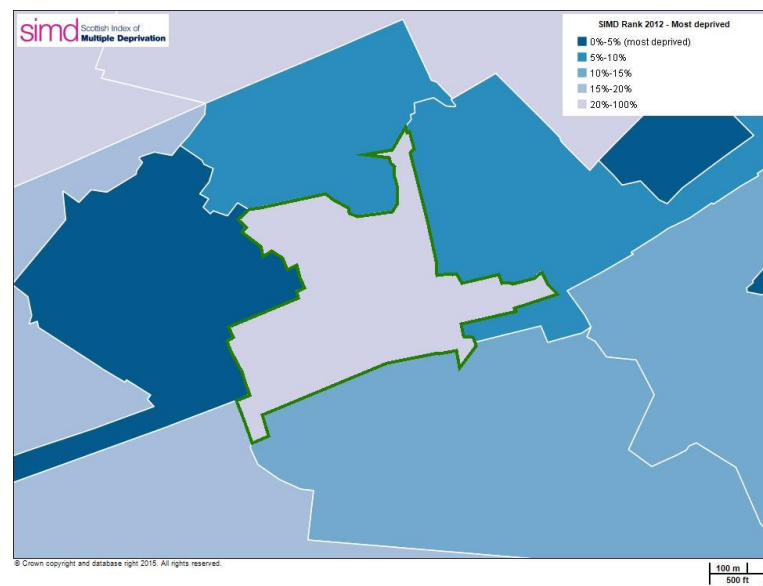 simd Scottish Index of
Multiple Deprivation
SIMD Rank 2012 - Most deprived
0%-5% (most deprived)
5%-10%
10%-15%
15%-20%
20%-100%
© Crown copyright and database right 2015. All rights reserved.
100 m
500 ft